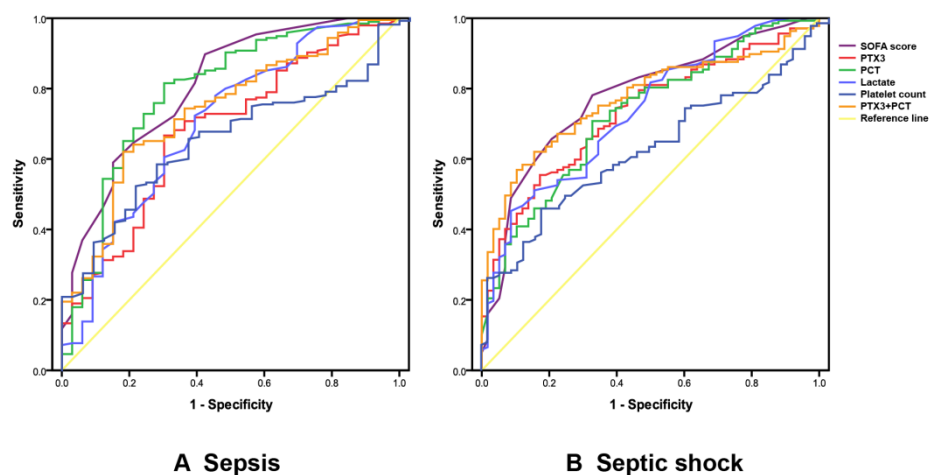 1.0
0.8
0.6
0.4
0.2
0.0
Sensitivity
0.0 0.2 0.4 0.6 0.8 1.0
1 - Specificity
A Sepsis
1.0
0.8
0.6
0.4
0.2
0.0
Sensitivity
0.0 0.2 0.4 0.6 0.8 1.0
1 - Specificity
B Septic shock
SOFA score
PTX3
PCT
Lactate
Platelet count
PTX3+PCT
Reference line